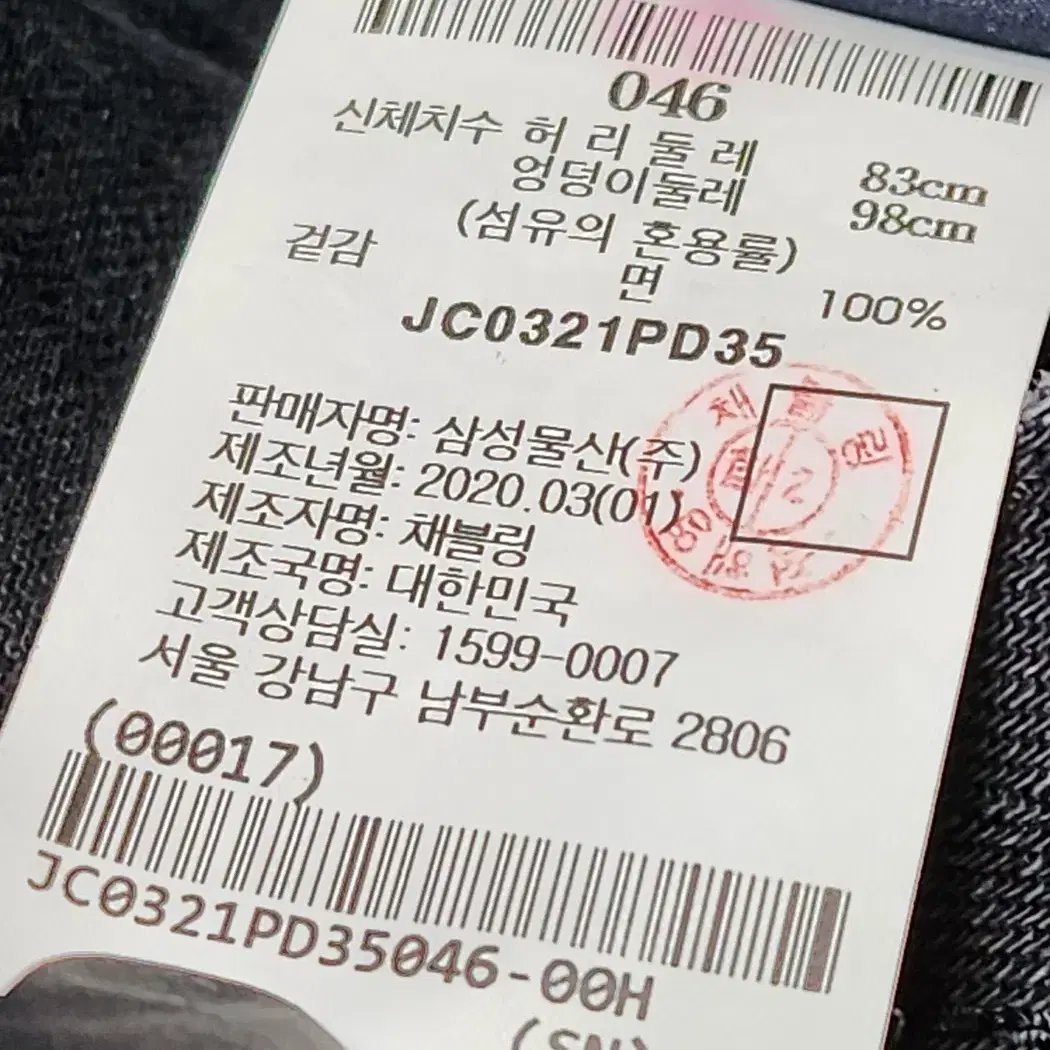 046
신체치수 허 리 둘 레 83cm
엉덩이둘레 98cm
(섬유의 혼용률)
겉감 면 100%
JC0321PD35
판매자명: 삼성물산(주)
제조년월: 2020.03(01)
제조자명: 채블링
제조국명: 대한민국
고객상담실: 1599-0007
서울 강남구 남부순환로 2806
(00017)
JC0321PD35046-00H
(SN)